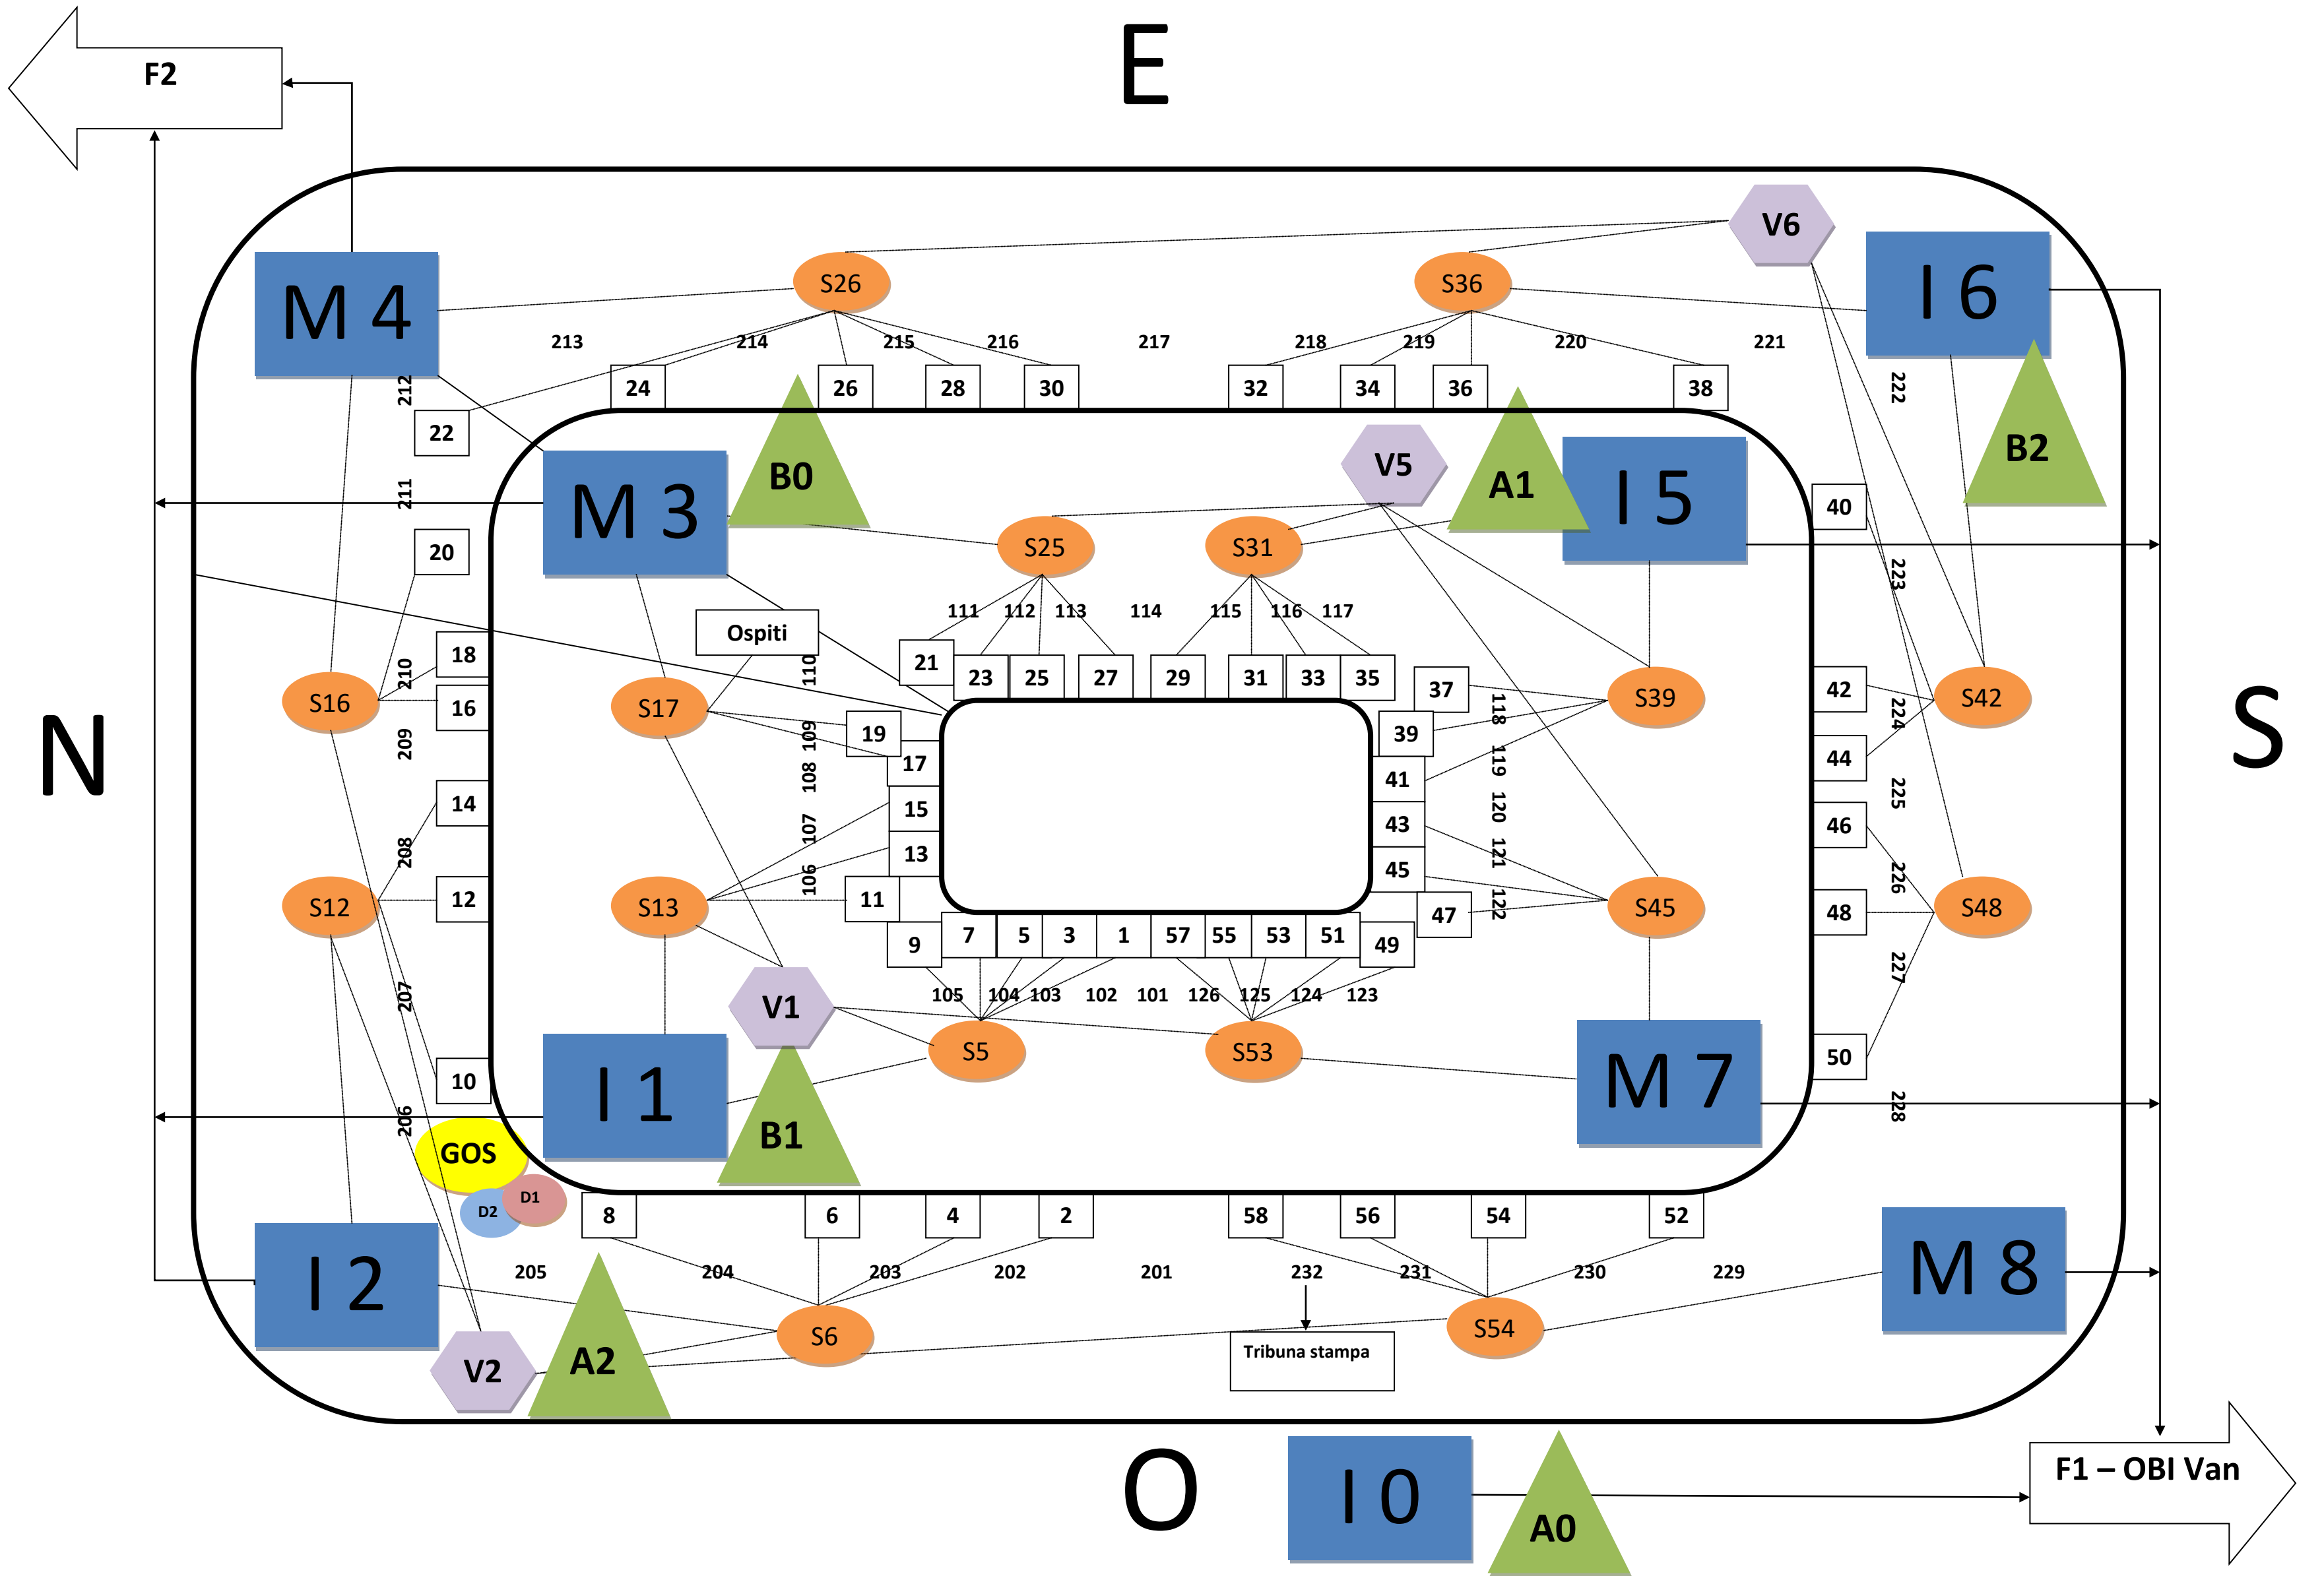 E
F2
V6
M 4
S26
S36
I 6
213
214
215
216
217
218
219
220
221
212
24
26
28
30
32
34
36
38
222
22
B0
V5
A1
B2
M 3
I 5
211
40
20
S25
S31
223
Ospiti
111
112
113
114
115
116
117
18
210
110
21
23
25
27
29
31
33
35
37
S39
42
S42
N
S16
16
S17
118
224
S
209
109
19
39
17
119
44
108
41
14
15
120
225
107
43
46
208
13
121
12
106
45
226
S12
S13
11
122
S45
48
S48
47
9
7
5
3
1
57
55
53
51
49
227
207
V1
105
104
103
102
101
126
125
124
123
10
S5
S53
50
I 1
M 7
206
B1
228
GOS
D1
D2
8
6
4
2
58
56
54
52
I 2
205
204
203
202
201
232
231
230
229
M 8
S6
S54
V2
A2
Tribuna stampa
O
I 0
A0
F1 – OBI Van